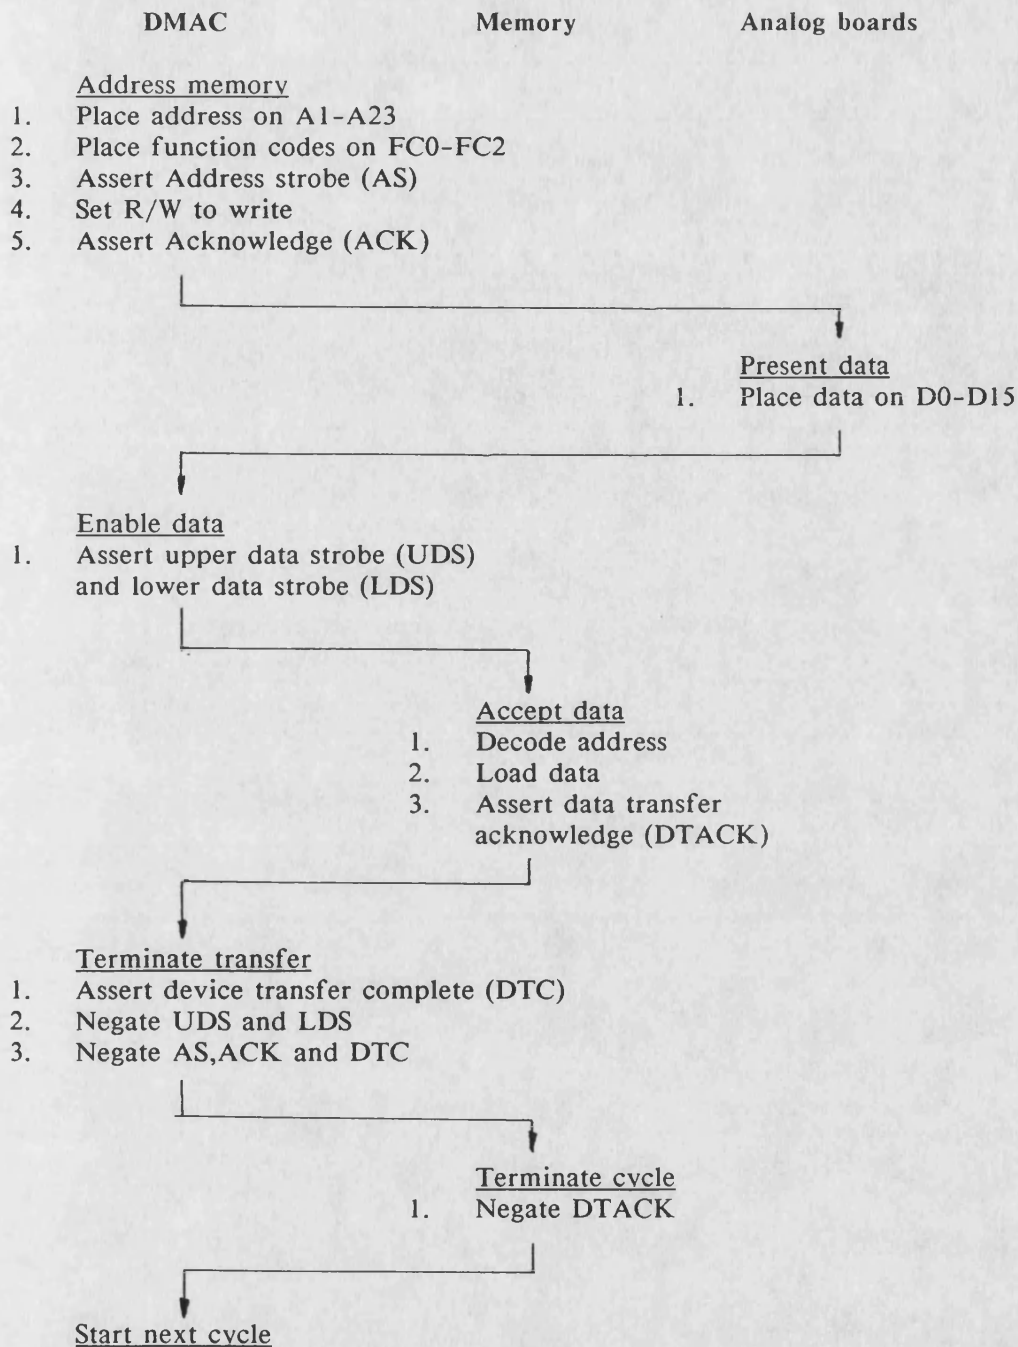 DMAC Memory Analog boards
Address memory
1. Place address on A1-A23
2. Place function codes on FC0-FC2
3. Assert Address strobe (AS)
4. Set R/W to write
5. Assert Acknowledge (ACK)
Present data
1. Place data on D0-D15
Enable data
1. Assert upper data strobe (UDS)
and lower data strobe (LDS)
Accept data
1. Decode address
2. Load data
3. Assert data transfer
acknowledge (DTACK)
Terminate transfer
1. Assert device transfer complete (DTC)
2. Negate UDS and LDS
3. Negate AS,ACK and DTC
Terminate cycle
1. Negate DTACK
Start next cycle